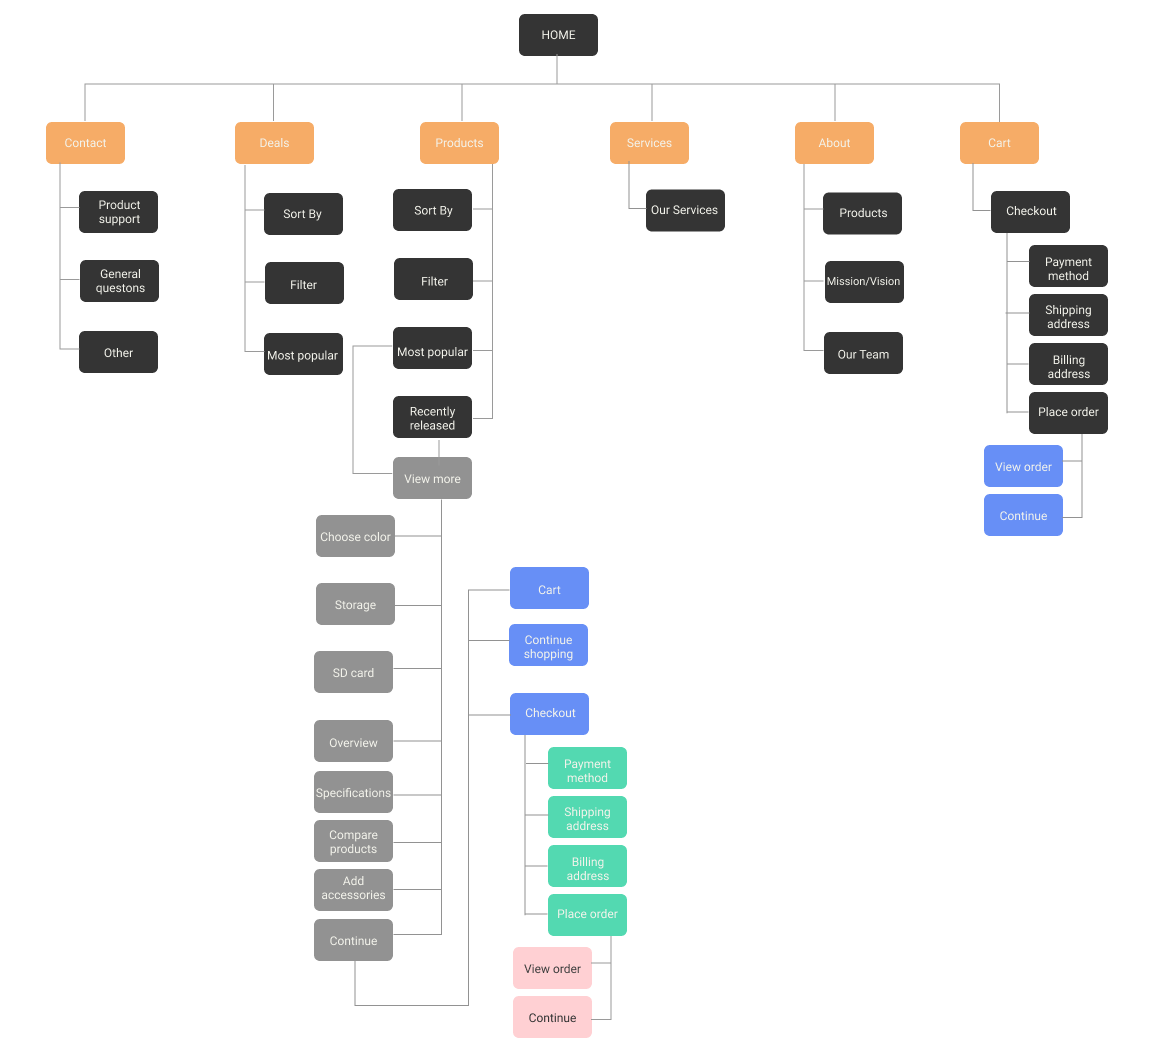 HOME
Contact
Deals
Products
Services
About
Cart
Product
support
General
questons
Other
Sort By
Filter
Most popular
Sort By
Filter
Most popular
Recently
released
View more
Choose color
Storage
SD card
Overview
Specifications
Compare
products
Add
accessories
Continue
Cart
Continue
shopping
Checkout
Payment
method
Shipping
address
Billing
address
Place order
View order
Continue
Our Services
Products
Mission/Vision
Our Team
Checkout
Payment
method
Shipping
address
Billing
address
Place order
View order
Continue